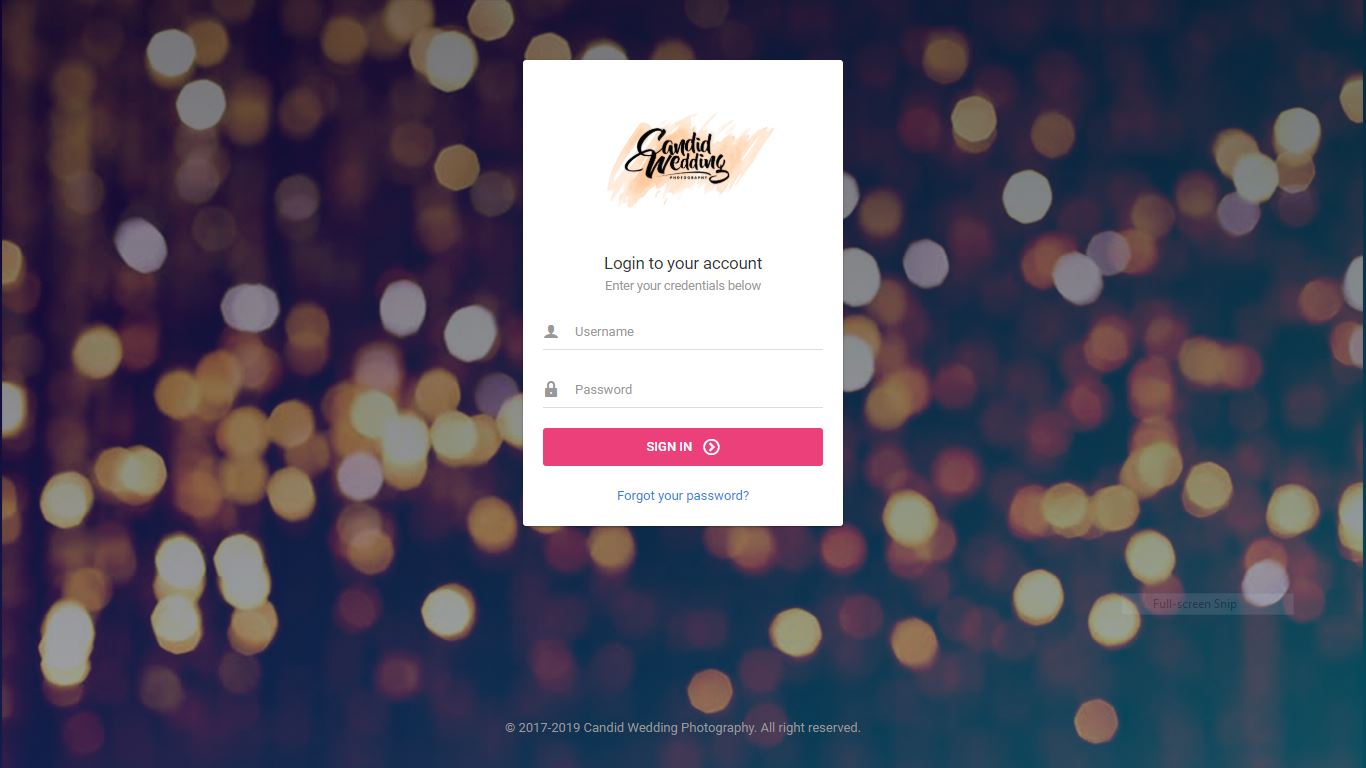 Candid
Wedding
PHOTOGRAPHY
Login to your account
Enter your credentials below
Username
Password
SIGN IN
Forgot your password?
Full-screen Snip
© 2017-2019 Candid Wedding Photography. All right reserved.